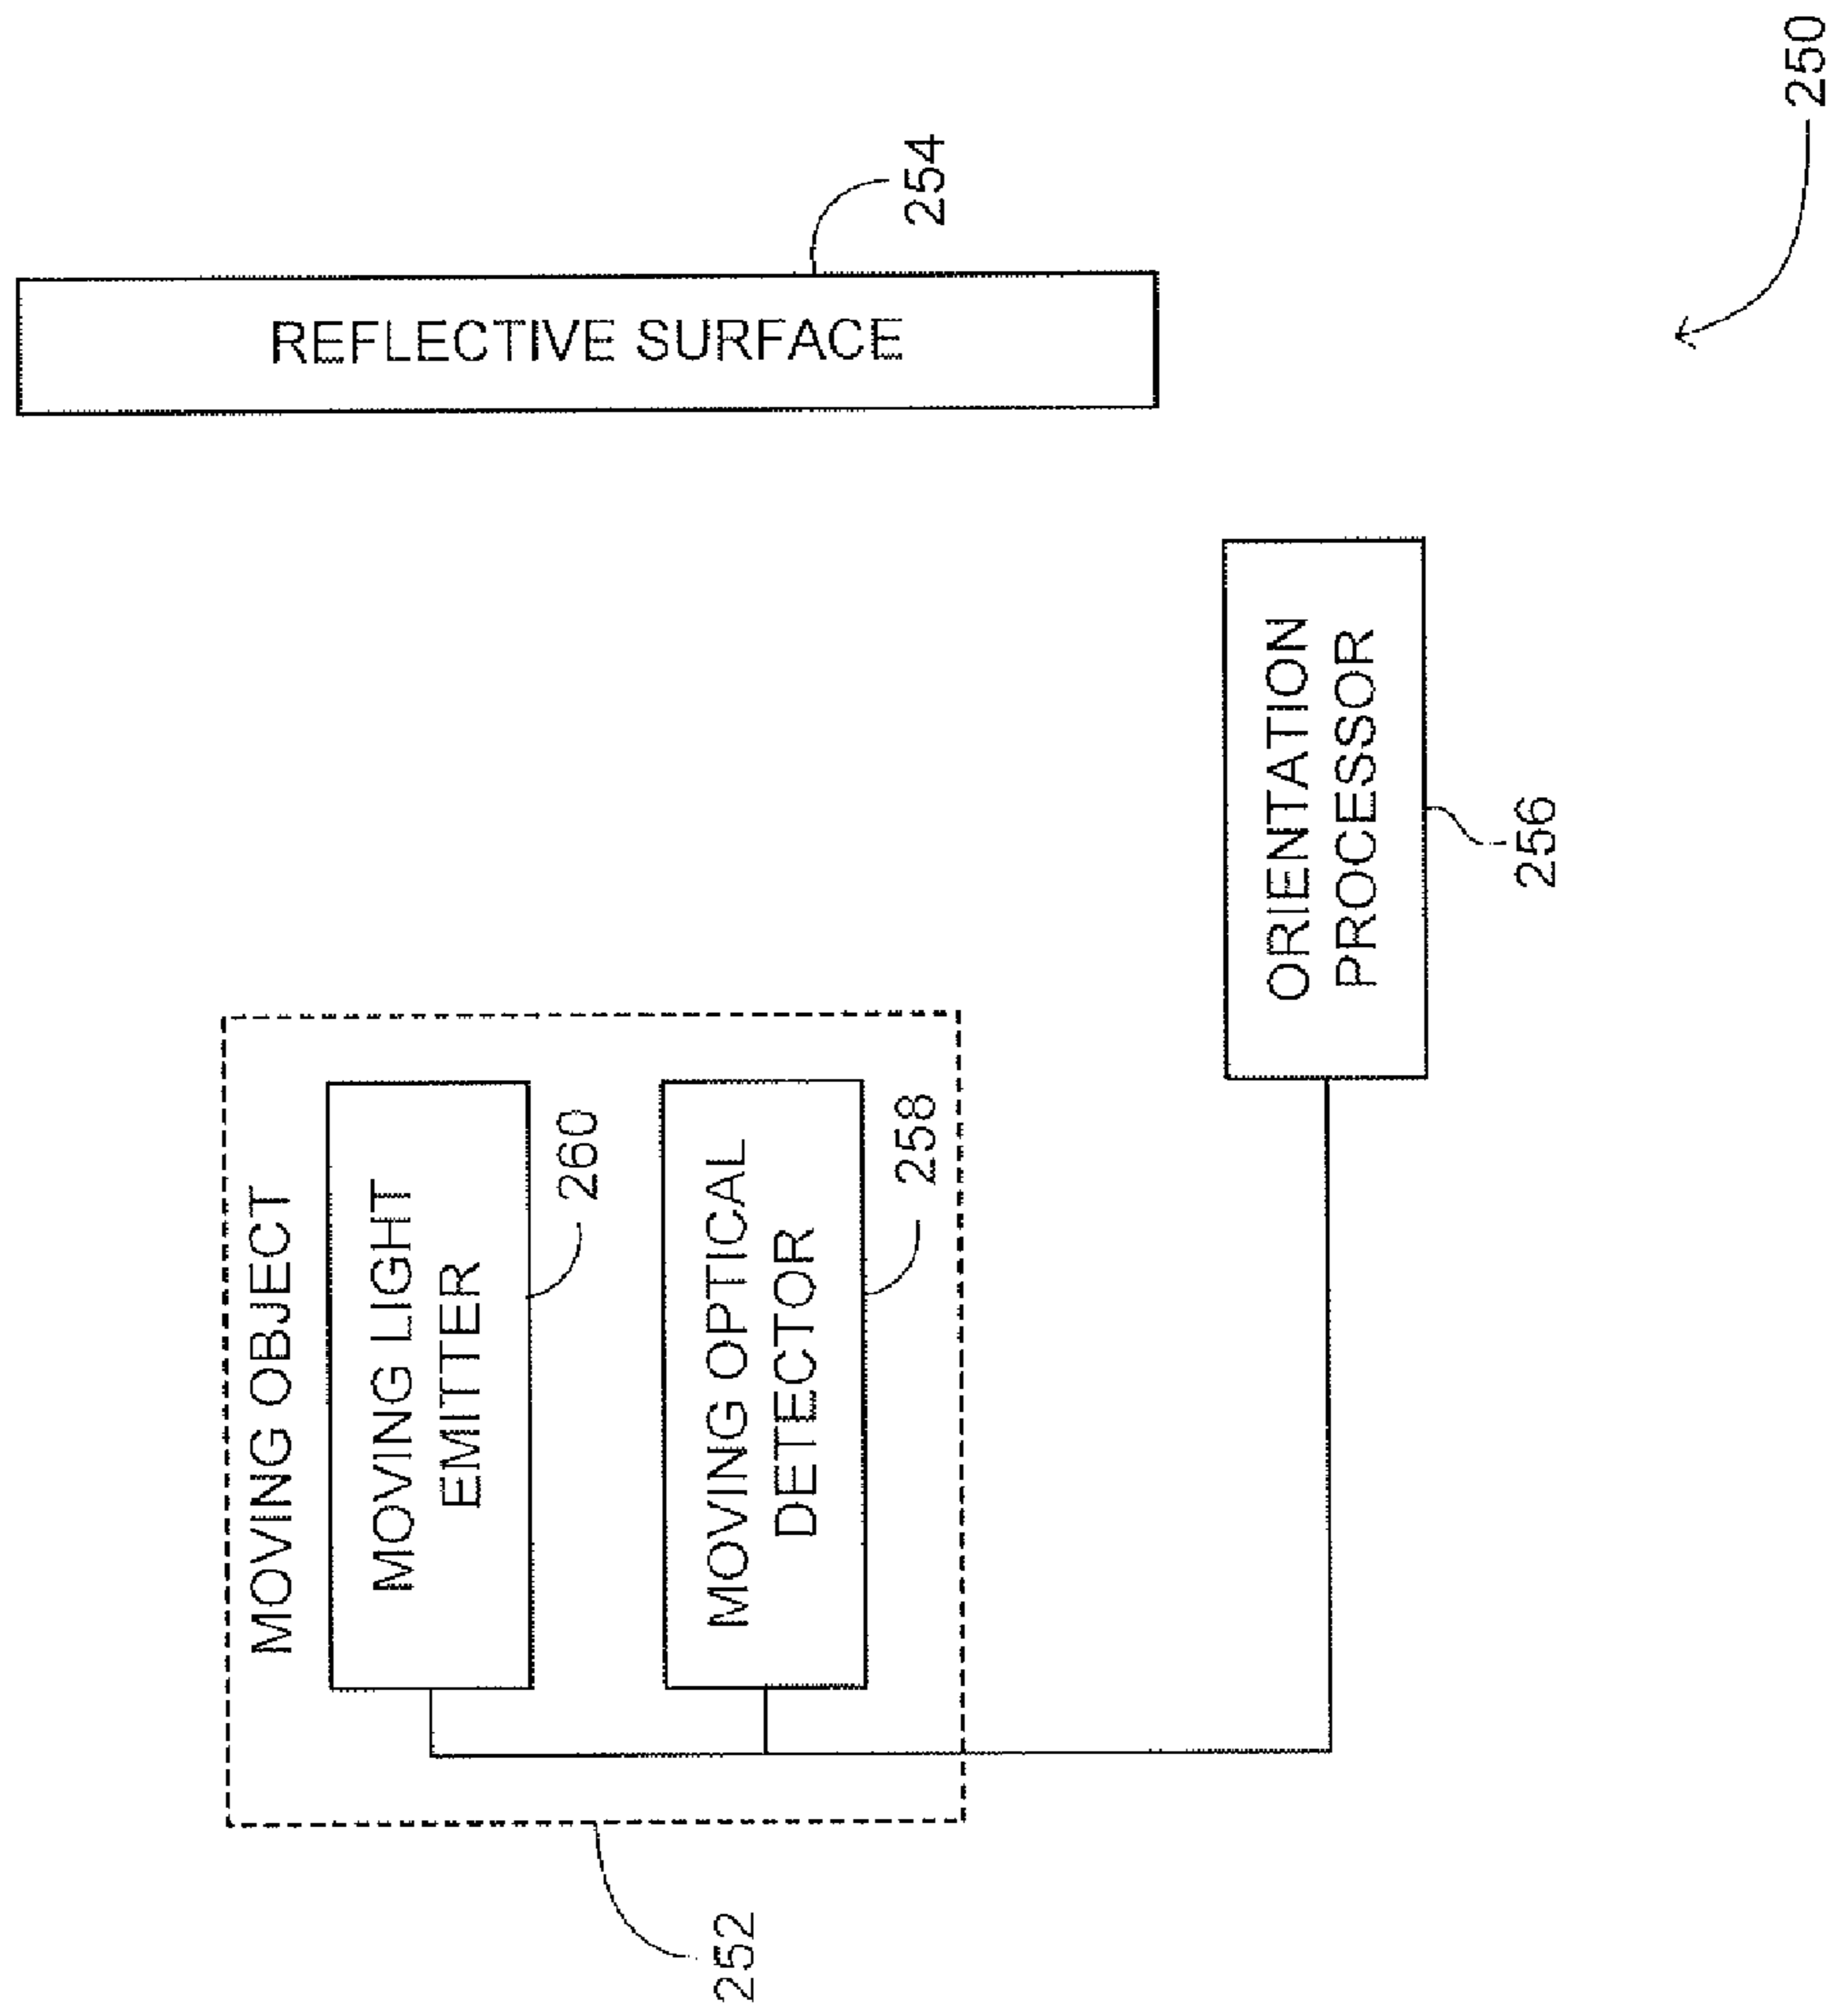 MOVING OBJECT
MOVING LIGHT
EMITTER
260
MOVING OPTICAL
DETECTOR
258
252
REFLECTIVE SURFACE
254
ORIENTATION
PROCESSOR
256
250